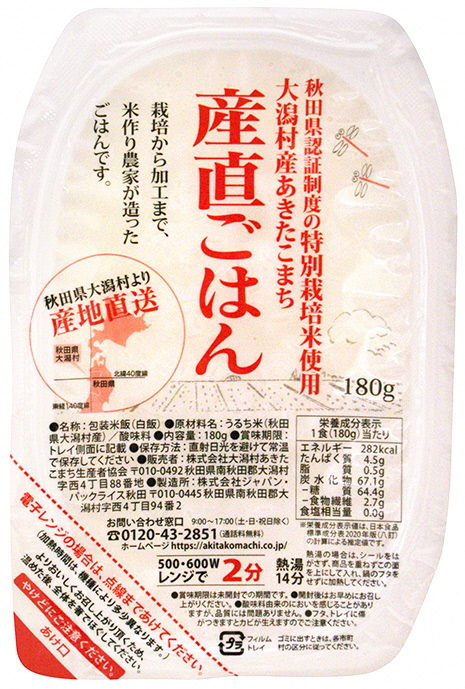 秋田県認証制度の特別栽培米使用
大潟村産あきたこまち
産直ごはん
栽培から加工まで、
米作り農家が造った
ごはんです。
秋田県大潟村より
産地直送
秋田県
大潟村
北緯40度線
秋田県
東経140度線
180g
●名称：包装米飯(白飯)●原材料名：うるち米(秋田
県大潟村産)／酸味料●内容量：180g●賞味期限：
トレイ側面に記載●保存方法：直射日光を避けて常温
で保存してください●販売者：株式会社大潟村あきた
こまち生産者協会 〒010-0492 秋田県南秋田郡大潟村
字西4丁目88番地●製造所：株式会社ジャパン・
パックライス秋田 〒010-0445 秋田県南秋田郡大潟
村字西4丁目94番2
お問い合わせ窓口 9:00〜17:00(土・日・祝日除く)
0120-43-2851(通話料無料)
ホームページ https://akitakomachi.co.jp/
栄養成分表示
1食(180g)当たり
エネルギー 282kcal
たんぱく質 4.5g
脂質 0.5g
炭水化物 67.1g
-糖質 64.4g
-食物繊維 2.7g
食塩相当量 0.0g
※栄養成分表示値は、日本食品
標準成分表2020年版(八訂)
の計算による推定値です。
500・600W
レンジで 2分
熱湯
14分
熱湯の場合は、シールをは
がさず、商品を重ねずこの面
を上にして入れ、鍋のフタを
せずに加熱してください。
●賞味期限は未開封での期間です。●開封後はお早めにお召
し上がりください。●酸味料由来のにおいを感じることがあり
ますが、品質には問題ありません。●フタ、トレイに傷
がつきますとカビが生えますのでご注意ください。
プラ
フィルム
トレイ
ゴミに出すときは、各市町
村の区分に従ってください。
電子レンジの場合は、点線まであけてください。
(加熱時間は、機種により多少異なります。)
よりおいしくお召し上がり頂くため、
温めた後、全体を箸でほぐしてください。
やけどにご注意ください。
あけ口